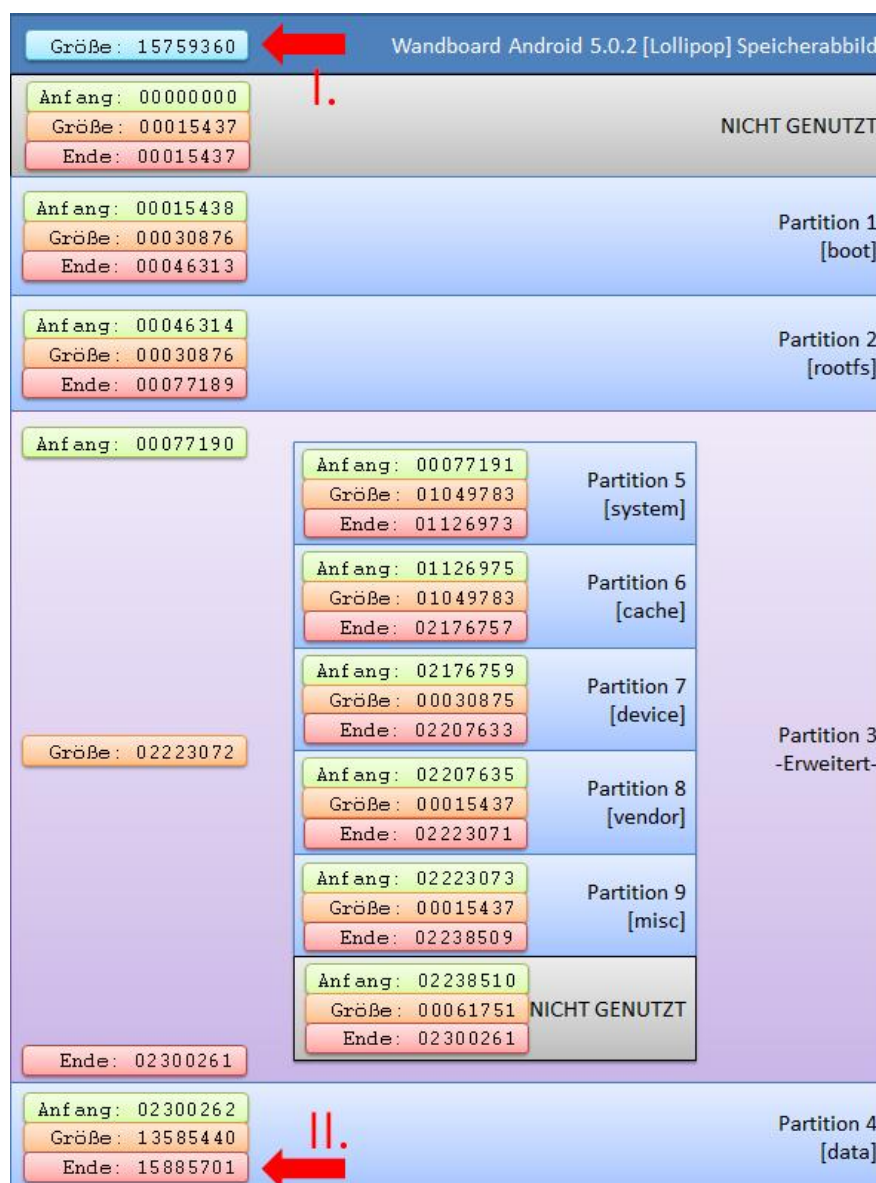 Größe: 15759360
Wandboard Android 5.0.2 [Lollipop] Speicherabbild
I.
Anfang: 00000000
Größe: 00015437
Ende: 00015437
NICHT GENUTZT
Anfang: 00015438
Größe: 00030876
Ende: 00046313
Partition 1
[boot]
Anfang: 00046314
Größe: 00030876
Ende: 00077189
Partition 2
[rootfs]
Anfang: 00077190
Größe: 02223072
Ende: 02300261
Anfang: 00077191
Größe: 01049783
Ende: 01126973
Partition 5
[system]
Anfang: 01126975
Größe: 01049783
Ende: 02176757
Partition 6
[cache]
Anfang: 02176759
Größe: 00030875
Ende: 02207633
Partition 7
[device]
Anfang: 02207635
Größe: 00015437
Ende: 02223071
Partition 8
[vendor]
Anfang: 02223073
Größe: 00015437
Ende: 02238509
Partition 9
[misc]
Anfang: 02238510
Größe: 00061751
Ende: 02300261
NICHT GENUTZT
Partition 3
-Erweitert-
Anfang: 02300262
Größe: 13585440
Ende: 15885701
II.
Partition 4
[data]